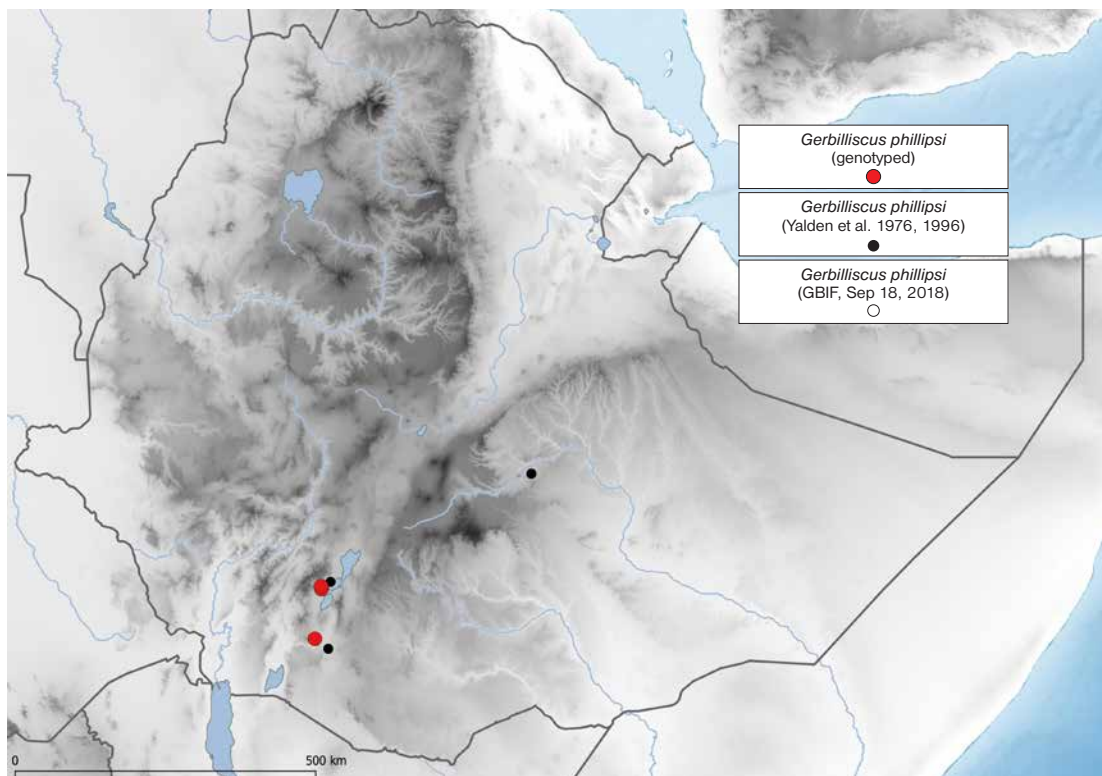 Gerbilliscus phillipsi
(genotyped)
Gerbilliscus phillipsi
(Yalden et al. 1976, 1996)
Gerbilliscus phillipsi
(GBIF, Sep 18, 2018)
0 500 km